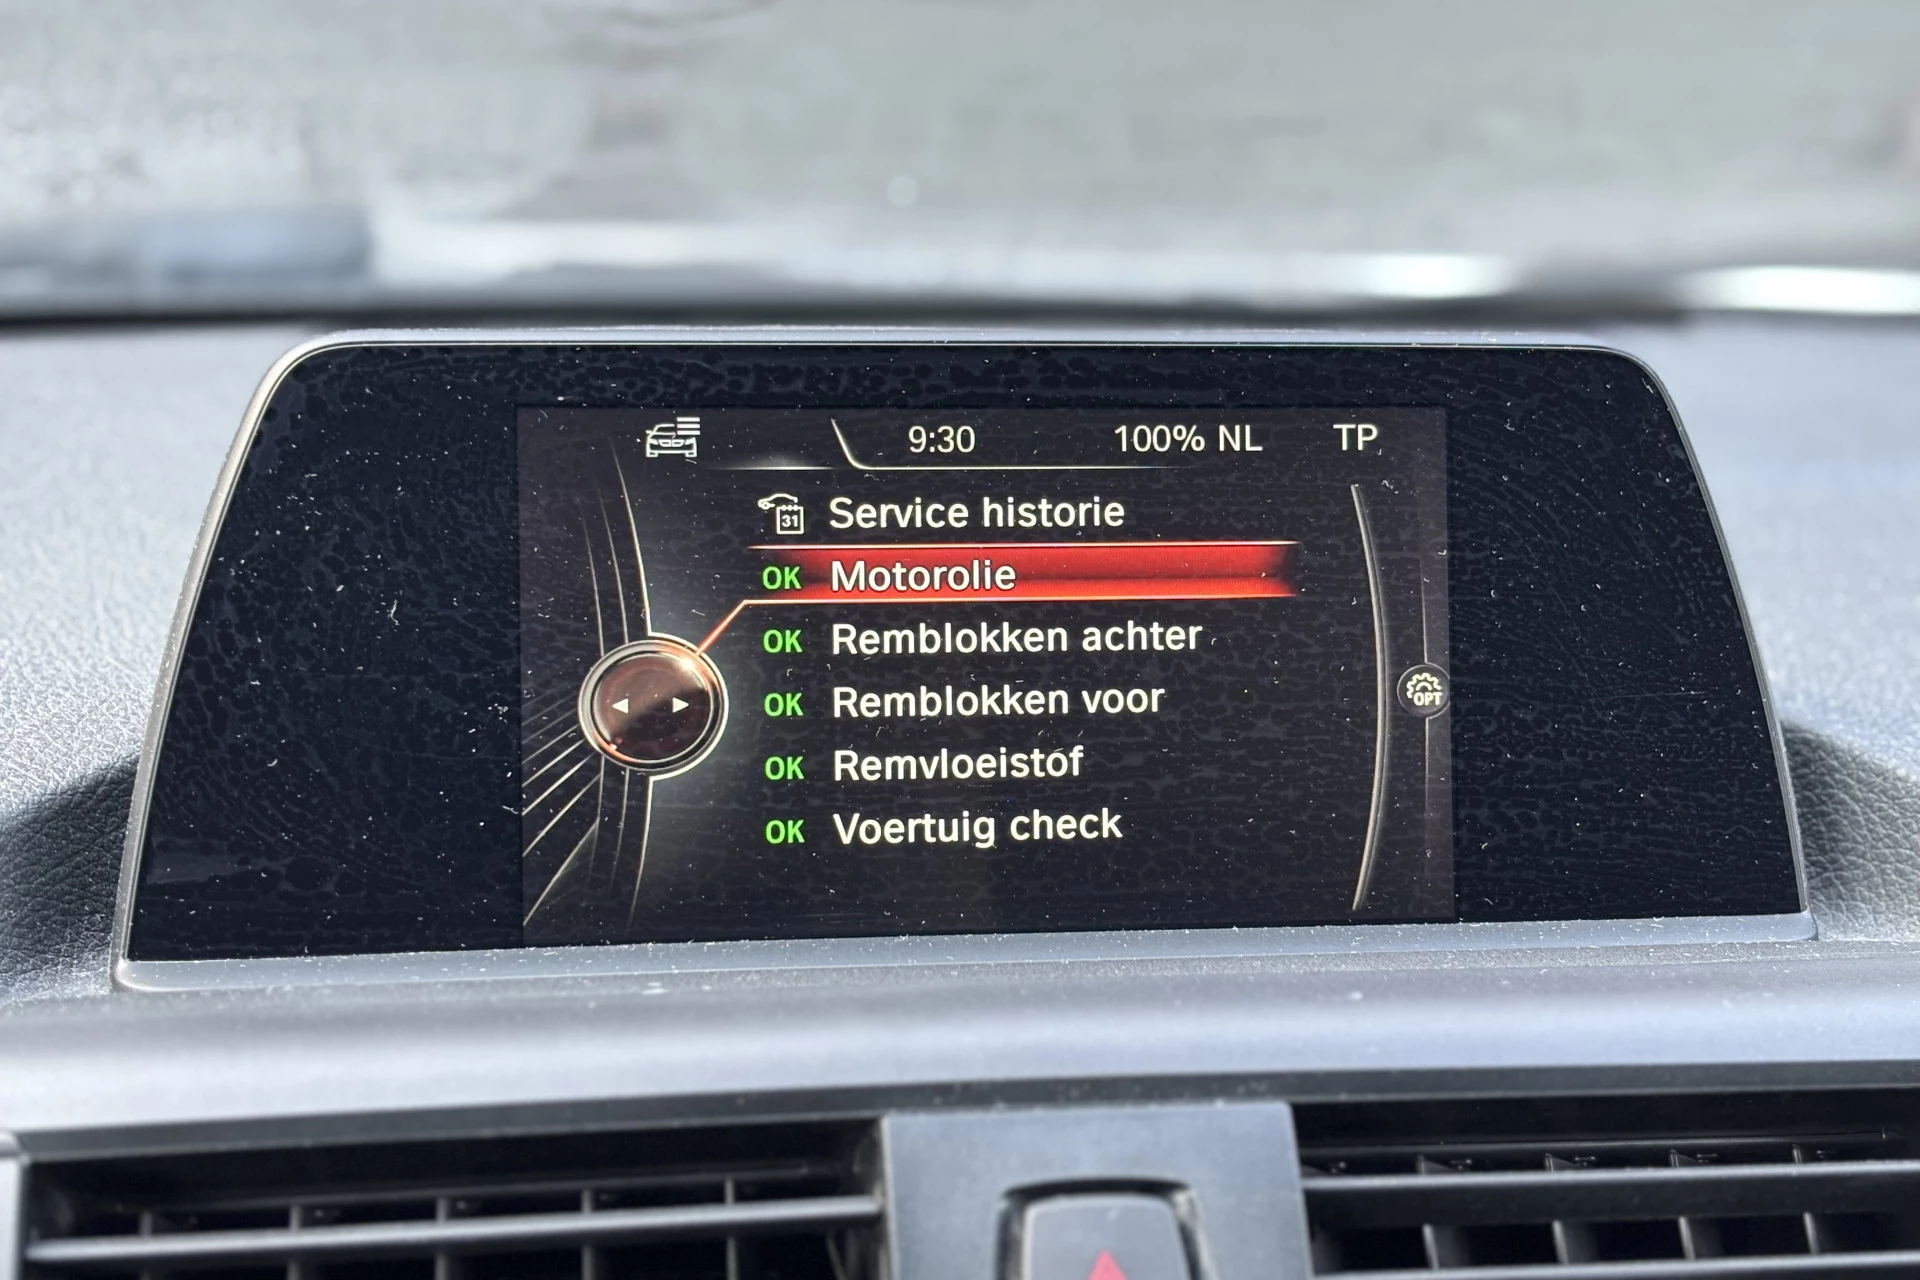 9:30 100% NL TP
31 Service historie
OK Motorolie
OK Remblokken achter
OK Remblokken voor
OPT
OK Remvloeistof
OK Voertuig check